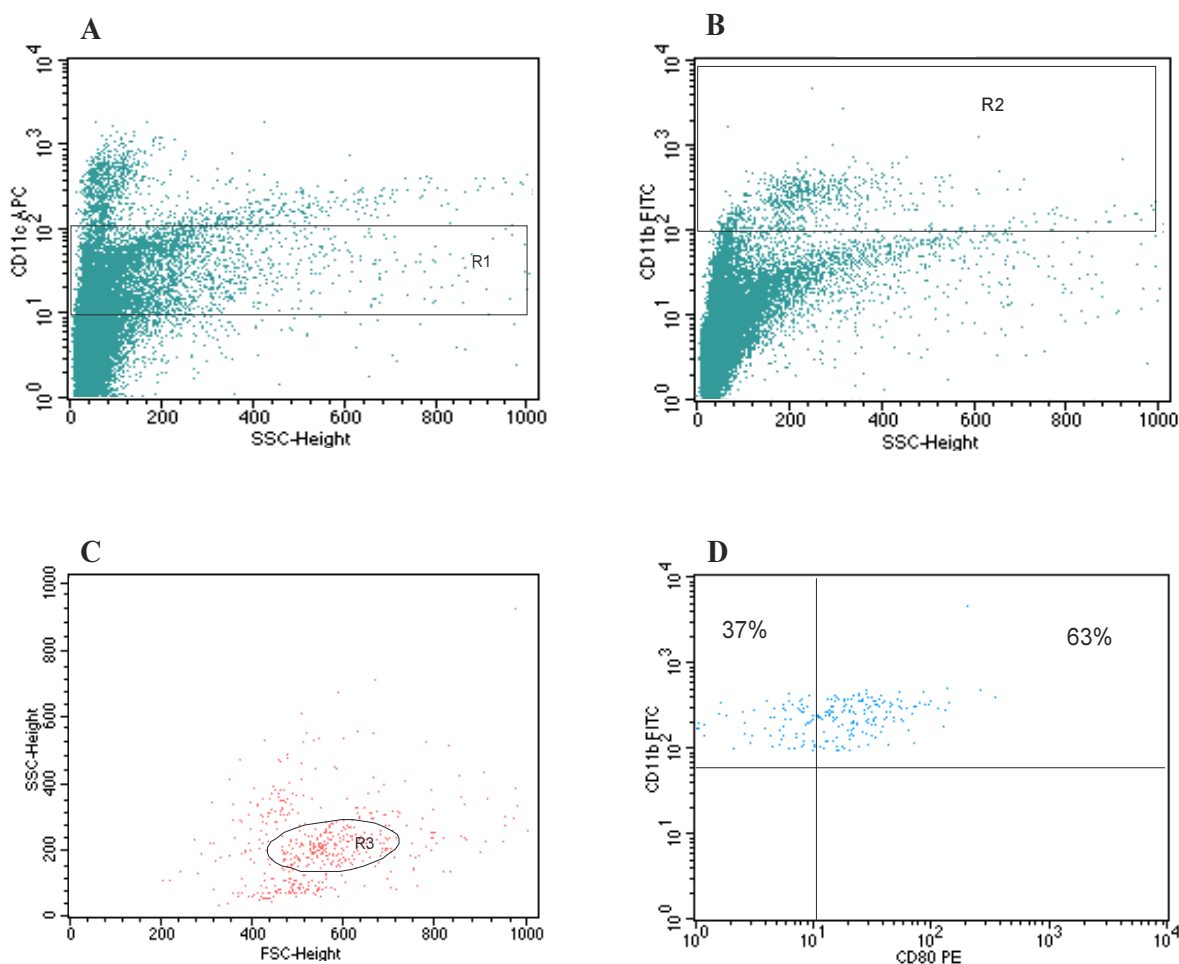 A
10^4
10^3
10^2
10^1
10^0
CD11c APC
R1
0 200 400 600 800 1000
SSC-Height
B
10^4
10^3
10^2
10^1
10^0
CD11b FITC
R2
0 200 400 600 800 1000
SSC-Height
C
1000
800
600
400
200
0
SSC-Height
R3
0 200 400 600 800 1000
FSC-Height
D
10^4
10^3
10^2
10^1
10^0
CD11b FITC
37%
63%
10^0 10^1 10^2 10^3 10^4
CD80 PE